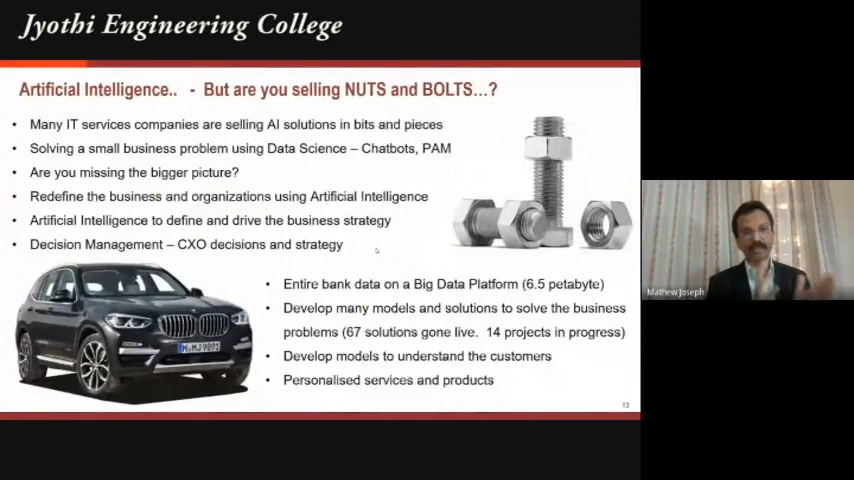 Jyothi Engineering College
Artificial Intelligence.. - But are you selling NUTS and BOLTS…?
• Many IT services companies are selling AI solutions in bits and pieces
• Solving a small business problem using Data Science – Chatbots, PAM
• Are you missing the bigger picture?
• Redefine the business and organizations using Artificial Intelligence
• Artificial Intelligence to define and drive the business strategy
• Decision Management – CXO decisions and strategy
• Entire bank data on a Big Data Platform (6.5 petabyte)
• Develop many models and solutions to solve the business
problems (67 solutions gone live. 14 projects in progress)
• Develop models to understand the customers
• Personalised services and products
M·MJ9891
13
Mathew Joseph